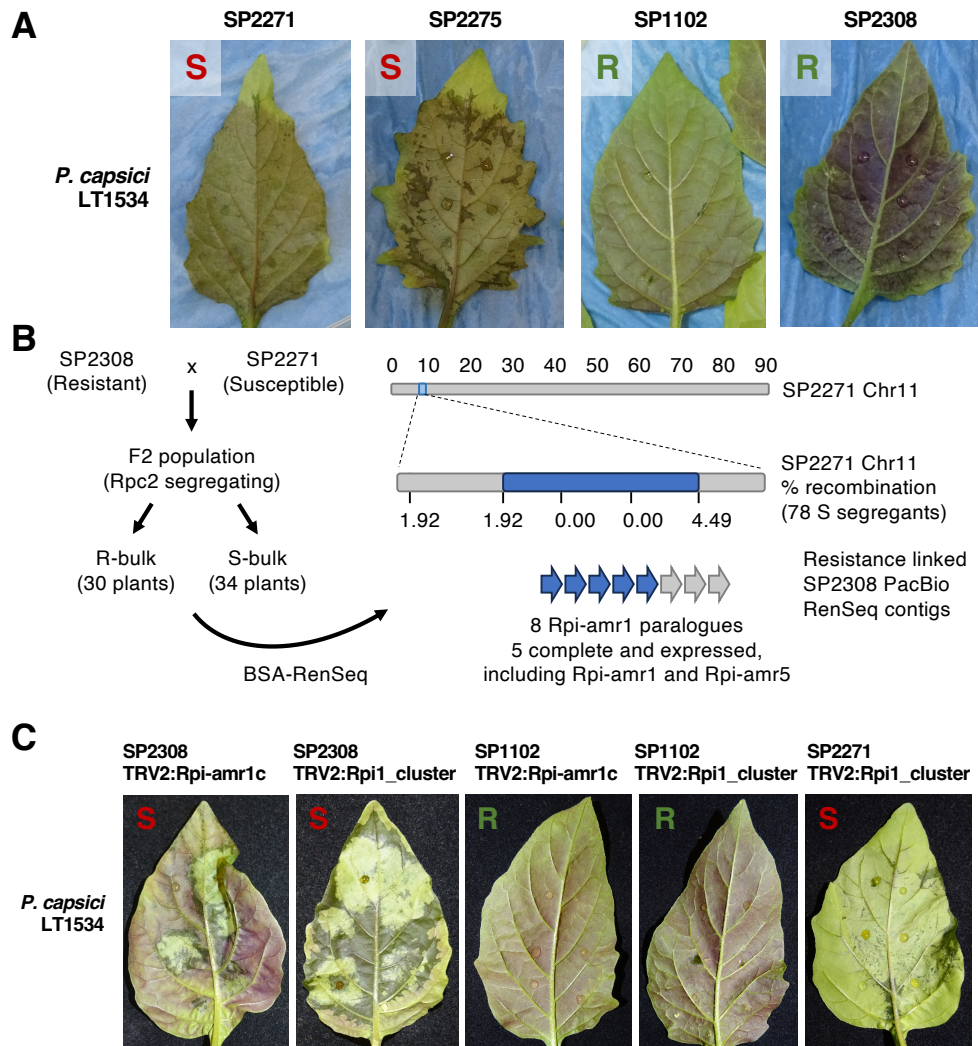 A
SP2271
SP2275
SP1102
SP2308
S
S
R
R
P. capsici
LT1534
B
SP2308
(Resistant)
x
SP2271
(Susceptible)
F2 population
(Rpc2 segregating)
R-bulk
(30 plants)
S-bulk
(34 plants)
BSA-RenSeq
0 10 20 30 40 50 60 70 80 90
SP2271 Chr11
SP2271 Chr11
% recombination
(78 S segregants)
1.92 1.92 0.00 0.00 4.49
Resistance linked
SP2308 PacBio
RenSeq contigs
8 Rpi-amr1 paralogues
5 complete and expressed,
including Rpi-amr1 and Rpi-amr5
C
SP2308
TRV2:Rpi-amr1c
SP2308
TRV2:Rpi1_cluster
SP1102
TRV2:Rpi-amr1c
SP1102
TRV2:Rpi1_cluster
SP2271
TRV2:Rpi1_cluster
S
S
R
R
S
P. capsici
LT1534